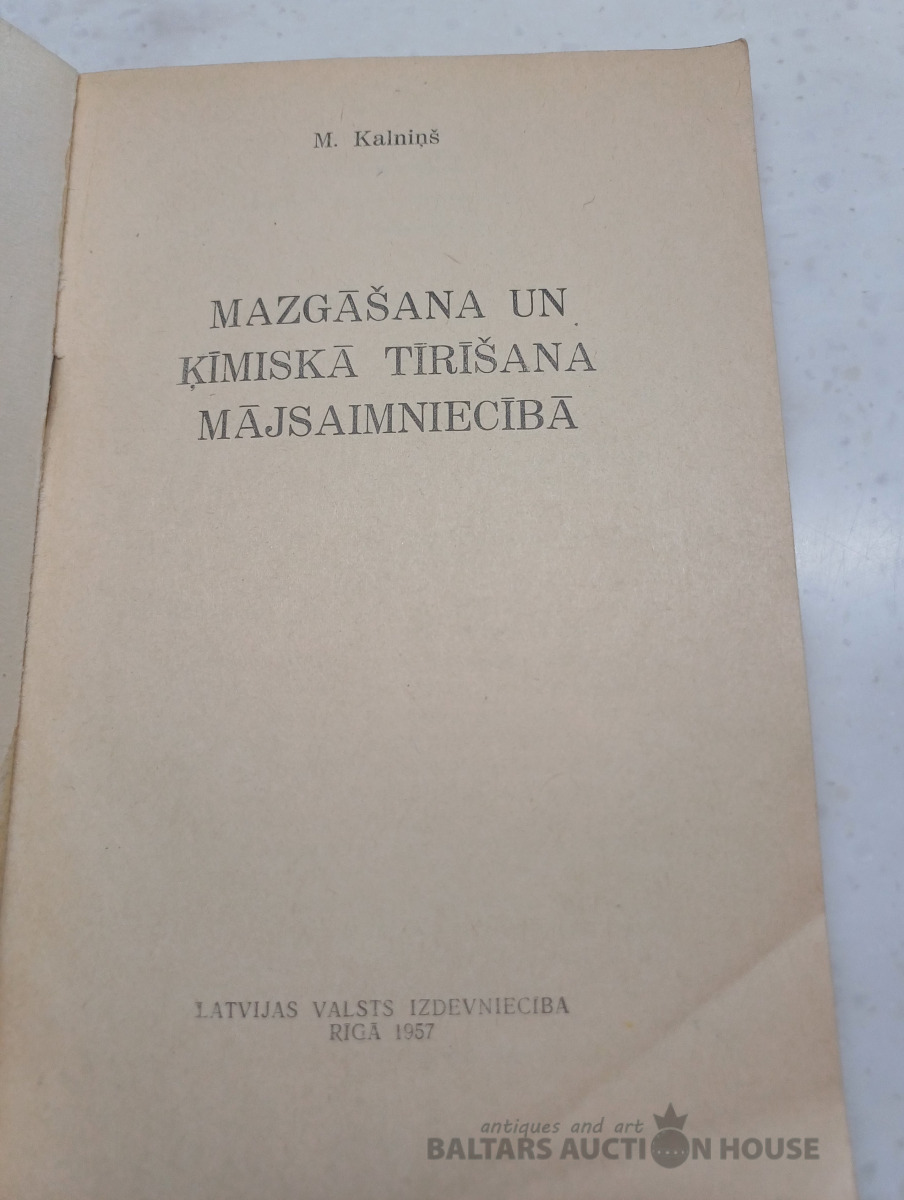 M. Kalniņš
MAZGĀŠANA UN
ĶĪMISKĀ TĪRĪŠANA
MĀJSAIMNIECĪBĀ
LATVIJAS VALSTS IZDEVNIECĪBA
RĪGĀ 1957
antiques and art
BALTARS AUCTION HOUSE